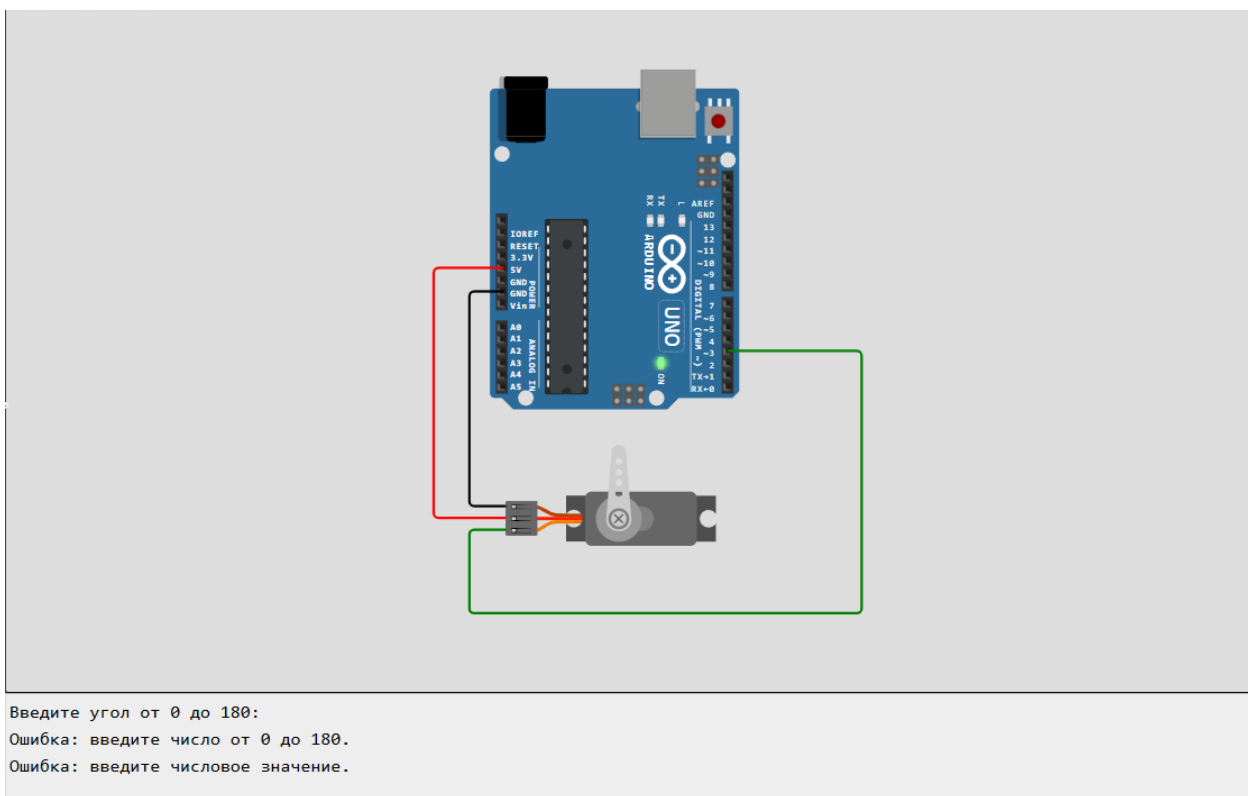 RX TX L
AREF
GND
13
12
~11
~10
~9
8
7
~6
~5
4
~3
2
TX→1
RX←0
DIGITAL (PWM ~)
ARDUINO
UNO
ON
IOREF
RESET
3.3V
5V
GND
GND
Vin
POWER
A0
A1
A2
A3
A4
A5
ANALOG IN
Введите угол от 0 до 180:
Ошибка: введите число от 0 до 180.
Ошибка: введите числовое значение.